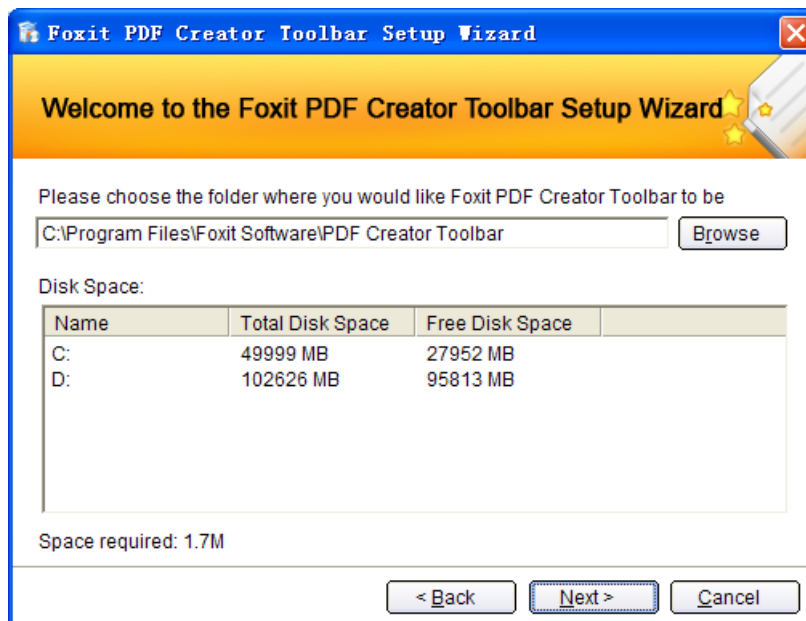 Foxit PDF Creator Toolbar Setup Wizard
Welcome to the Foxit PDF Creator Toolbar Setup Wizard
Please choose the folder where you would like Foxit PDF Creator Toolbar to be
C:\Program Files\Foxit Software\PDF Creator Toolbar
Browse
Disk Space:
Name Total Disk Space Free Disk Space
C: 49999 MB 27952 MB
D: 102626 MB 95813 MB
Space required: 1.7M
< Back Next > Cancel